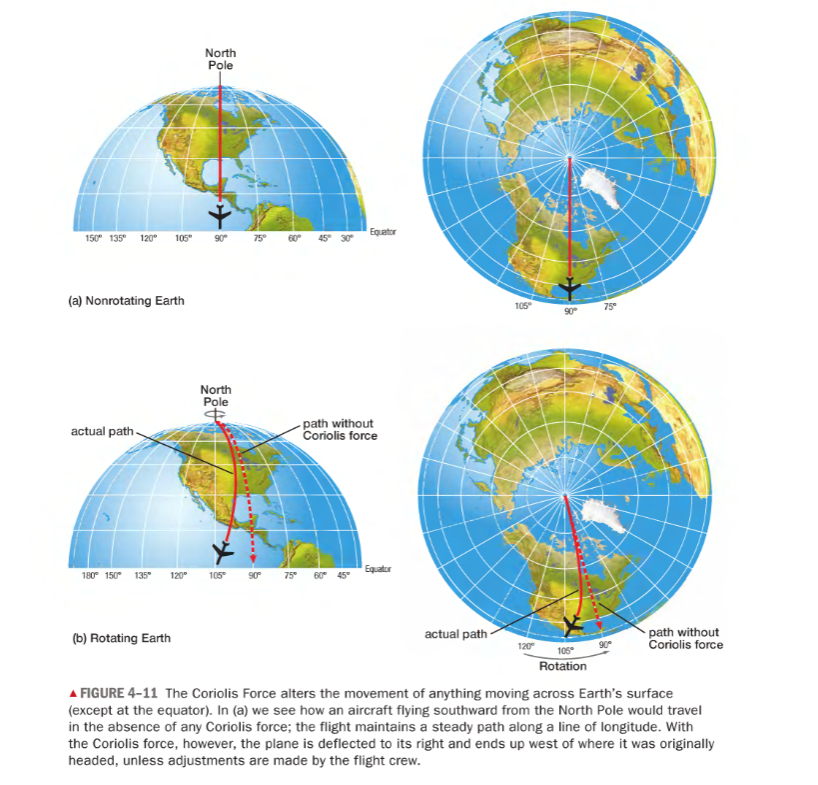 North
Pole
150° 135° 120° 105° 90° 75° 60° 45° 30° Equator
105° 90° 75°
(a) Nonrotating Earth
North
Pole
actual path
path without
Coriolis force
180° 150° 135° 120° 105° 90° 75° 60° 45° Equator
actual path
path without
Coriolis force
120° 105° 90°
Rotation
(b) Rotating Earth
▲ FIGURE 4–11 The Coriolis Force alters the movement of anything moving across Earth's surface
(except at the equator). In (a) we see how an aircraft flying southward from the North Pole would travel
in the absence of any Coriolis force; the flight maintains a steady path along a line of longitude. With
the Coriolis force, however, the plane is deflected to its right and ends up west of where it was originally
headed, unless adjustments are made by the flight crew.